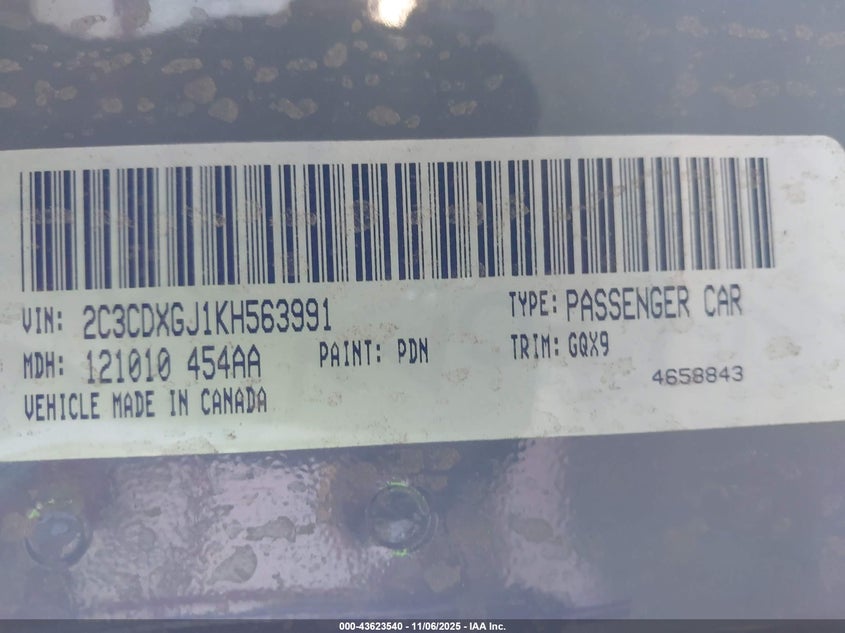 VIN: 2C3CDXGJ1KH563991 TYPE: PASSENGER CAR
MDH: 121010 454AA PAINT: PDN TRIM: GQX9
4658843
VEHICLE MADE IN CANADA
000-43623540 - 11/06/2025 - IAA Inc.